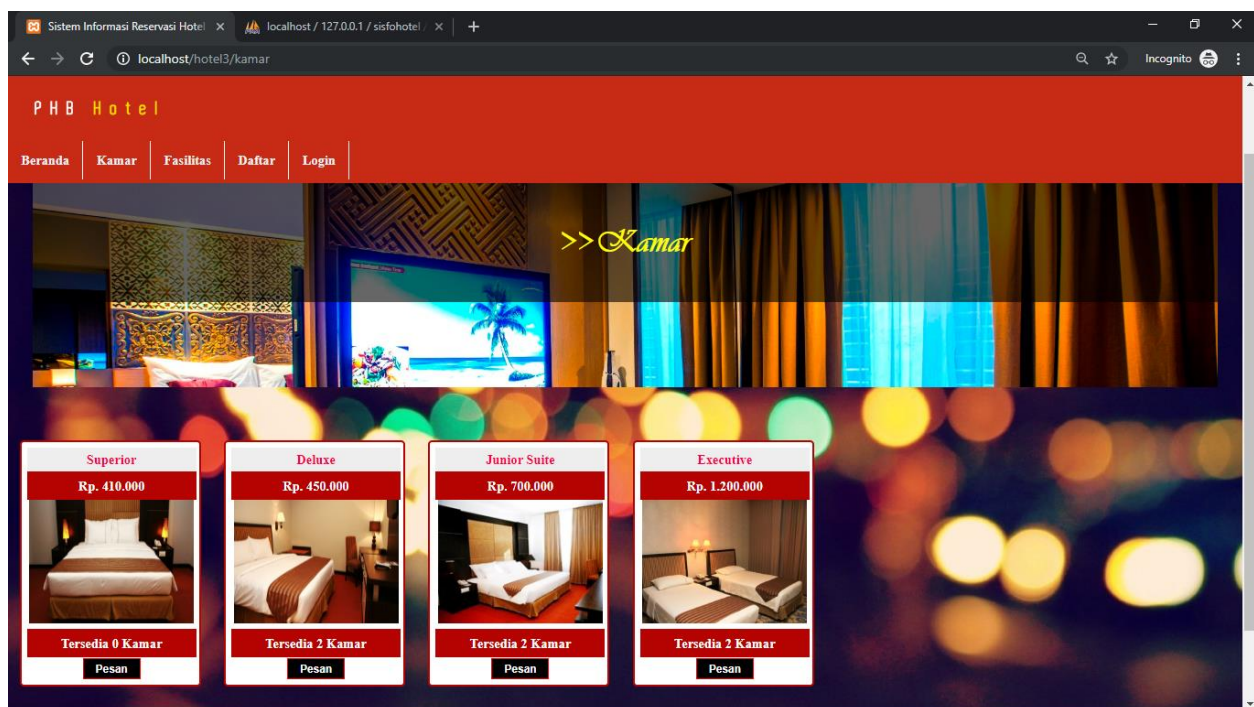 Sistem Informasi Reservasi Hotel
localhost / 127.0.0.1 / sisfohotel /
localhost/hotel3/kamar
Incognito
PHB Hotel
Beranda Kamar Fasilitas Daftar Login
>>Kamar
Superior
Rp. 410.000
Tersedia 0 Kamar
Pesan
Deluxe
Rp. 450.000
Tersedia 2 Kamar
Pesan
Junior Suite
Rp. 700.000
Tersedia 2 Kamar
Pesan
Executive
Rp. 1.200.000
Tersedia 2 Kamar
Pesan